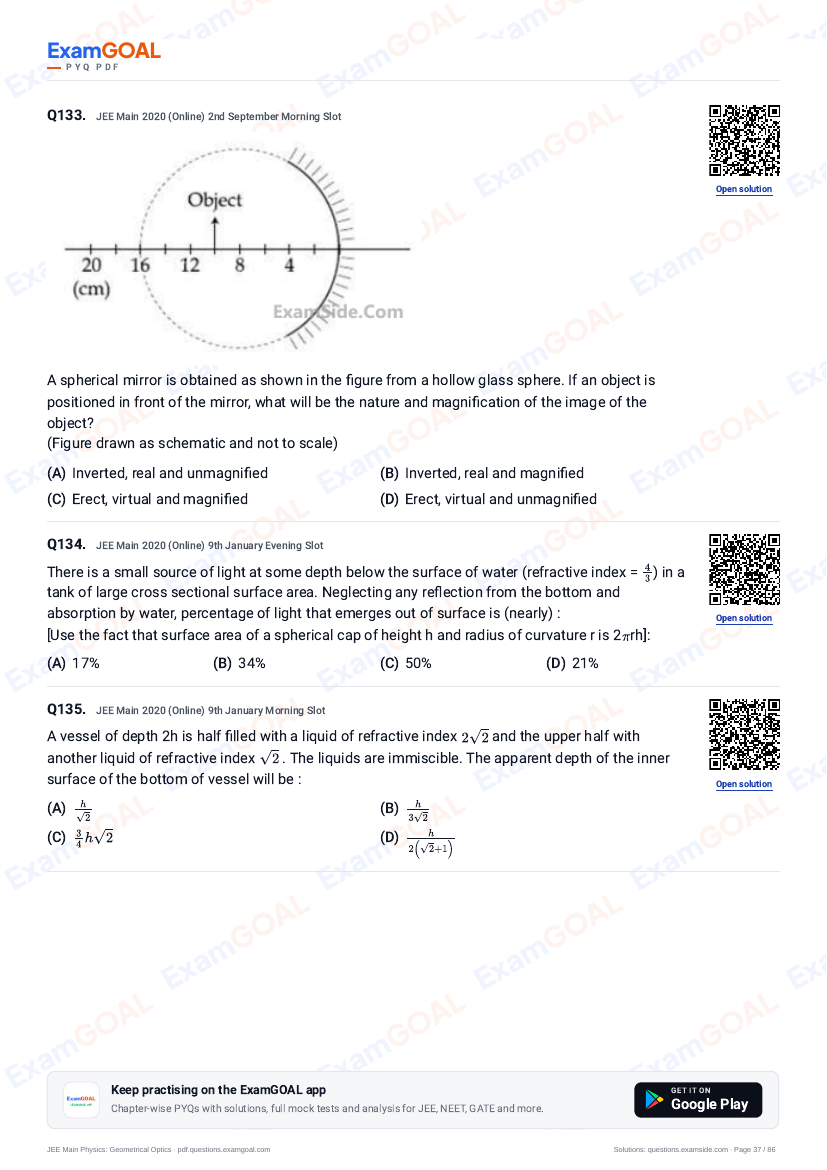 ExamGOAL
PYQ PDF
Q133. JEE Main 2020 (Online) 2nd September Morning Slot
Open solution
Object
20 16 12 8 4
(cm)
ExamSide.Com
A spherical mirror is obtained as shown in the figure from a hollow glass sphere. If an object is
positioned in front of the mirror, what will be the nature and magnification of the image of the
object?
(Figure drawn as schematic and not to scale)
(A) Inverted, real and unmagnified (B) Inverted, real and magnified
(C) Erect, virtual and magnified (D) Erect, virtual and unmagnified
Q134. JEE Main 2020 (Online) 9th January Evening Slot
Open solution
There is a small source of light at some depth below the surface of water (refractive index = $\frac{4}{3}$) in a
tank of large cross sectional surface area. Neglecting any reflection from the bottom and
absorption by water, percentage of light that emerges out of surface is (nearly) :
[Use the fact that surface area of a spherical cap of height h and radius of curvature r is 2πrh]:
(A) 17% (B) 34% (C) 50% (D) 21%
Q135. JEE Main 2020 (Online) 9th January Morning Slot
Open solution
A vessel of depth 2h is half filled with a liquid of refractive index $2\sqrt{2}$ and the upper half with
another liquid of refractive index $\sqrt{2}$. The liquids are immiscible. The apparent depth of the inner
surface of the bottom of vessel will be :
(A) $\frac{h}{\sqrt{2}}$ (B) $\frac{h}{3\sqrt{2}}$
(C) $\frac{3}{4}h\sqrt{2}$ (D) $\frac{h}{2(\sqrt{2}+1)}$
Keep practising on the ExamGOAL app
Chapter-wise PYQs with solutions, full mock tests and analysis for JEE, NEET, GATE and more.
ExamGOAL
GET IT ON
Google Play
JEE Main Physics: Geometrical Optics · pdf.questions.examgoal.com
Solutions: questions.examside.com · Page 37 / 86